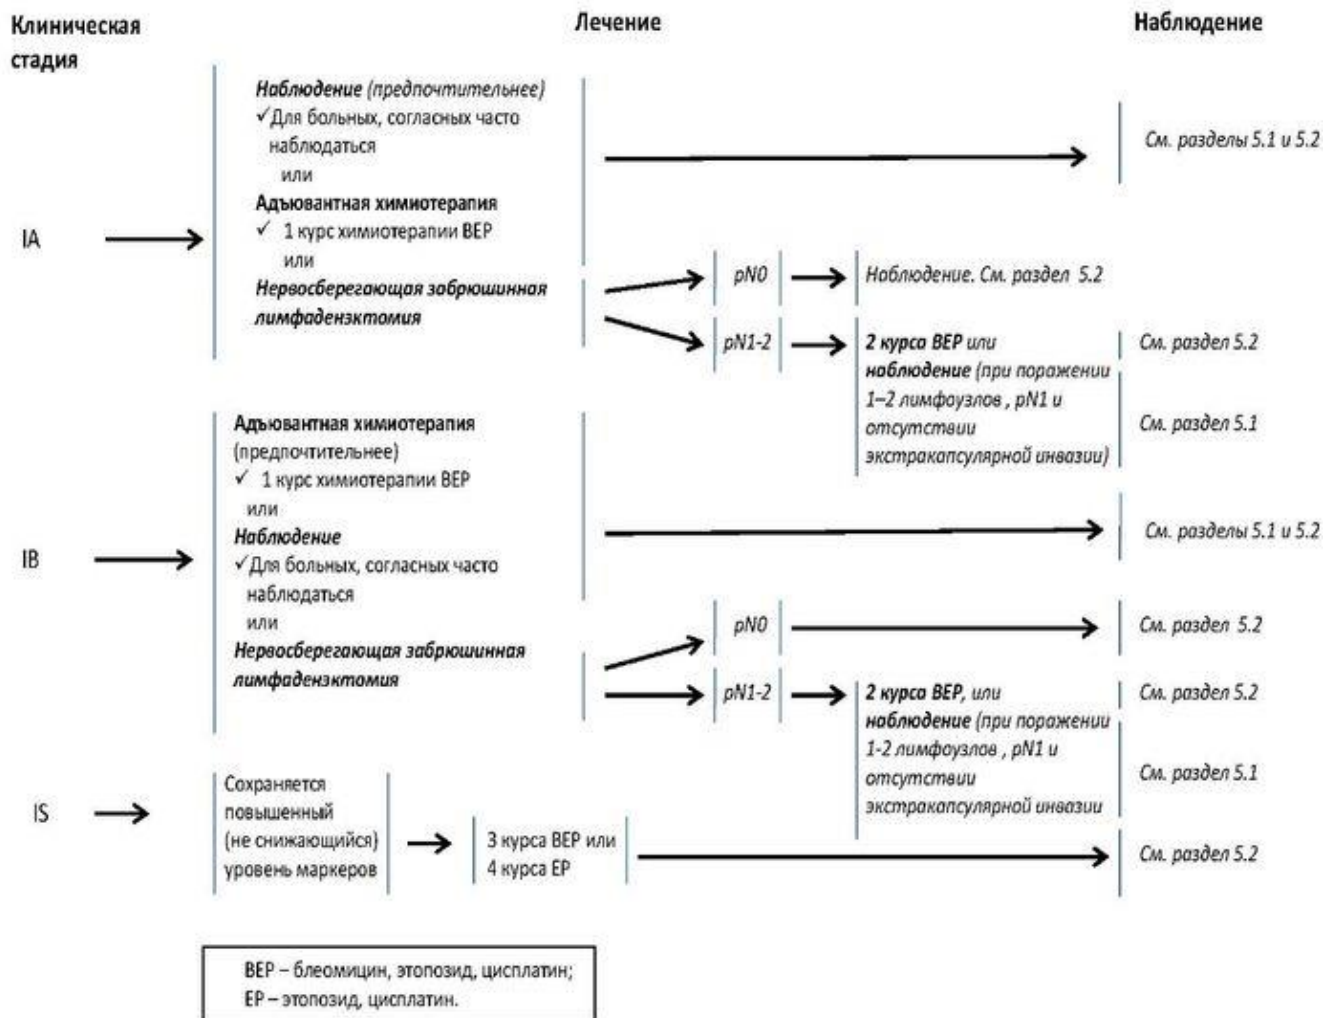 Клиническая
стадия
Лечение
Наблюдение
IA
Наблюдение (предпочтительнее)
✓Для больных, согласных часто
наблюдаться
или
Адъювантная химиотерапия
✓ 1 курс химиотерапии BEP
или
Нервосберегающая забрюшинная
лимфаденэктомия
См. разделы 5.1 и 5.2
pN0
Наблюдение. См. раздел 5.2
pN1-2
2 курса BEP или
наблюдение (при поражении
1–2 лимфоузлов , pN1 и
отсутствии
экстракапсулярной инвазии)
См. раздел 5.2
См. раздел 5.1
IB
Адъювантная химиотерапия
(предпочтительнее)
✓ 1 курс химиотерапии BEP
или
Наблюдение
✓Для больных, согласных часто
наблюдаться
или
Нервосберегающая забрюшинная
лимфаденэктомия
См. разделы 5.1 и 5.2
pN0
См. раздел 5.2
pN1-2
2 курса BEP, или
наблюдение (при поражении
1-2 лимфоузлов , pN1 и
отсутствии
экстракапсулярной инвазии
См. раздел 5.2
См. раздел 5.1
IS
Сохраняется
повышенный
(не снижающийся)
уровень маркеров
3 курса BEP или
4 курса EP
См. раздел 5.2
BEP – блеомицин, этопозид, цисплатин;
EP – этопозид, цисплатин.